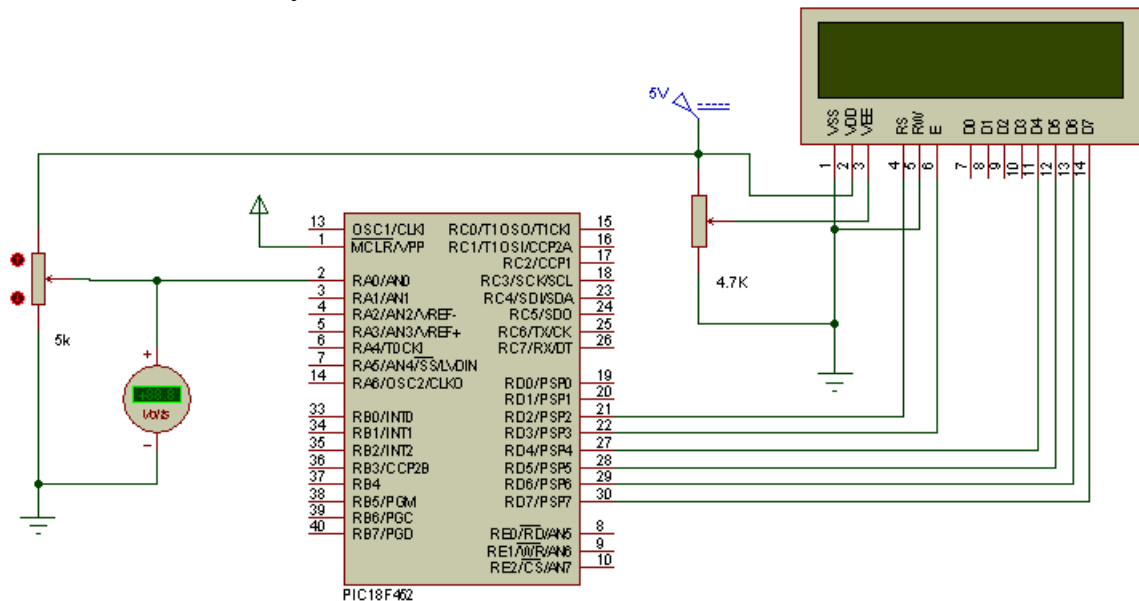 5V
VSS
VDD
VEE
RS
RW
E
D0
D1
D2
D3
D4
D5
D6
D7
1
2
3
4
5
6
7
8
9
10
11
12
13
14
4.7K
5k
Volts
13 OSC1/CLKI RC0/T1OSO/T1CKI 15
1 MCLR/VPP RC1/T1OSI/CCP2A 16
RC2/CCP1 17
2 RA0/AN0 RC3/SCK/SCL 18
3 RA1/AN1 RC4/SDI/SDA 23
4 RA2/AN2/VREF- RC5/SDO 24
5 RA3/AN3/VREF+ RC6/TX/CK 25
6 RA4/T0CKI RC7/RX/DT 26
7 RA5/AN4/SS/LVDIN
14 RA6/OSC2/CLKO RD0/PSP0 19
RD1/PSP1 20
33 RB0/INT0 RD2/PSP2 21
34 RB1/INT1 RD3/PSP3 22
35 RB2/INT2 RD4/PSP4 27
36 RB3/CCP2B RD5/PSP5 28
37 RB4 RD6/PSP6 29
38 RB5/PGM RD7/PSP7 30
39 RB6/PGC
40 RB7/PGD RE0/RD/AN5 8
RE1/WR/AN6 9
RE2/CS/AN7 10
PIC18F452